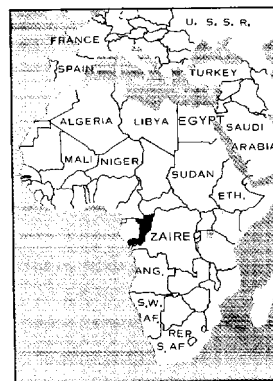 U. S. S. R.
FRANCE
SPAIN
TURKEY
ALGERIA
LIBYA
EGYPT
SAUDI
ARABIA
MALI
NIGER
SUDAN
ETH.
ZAIRE
ANG.
S.W.
AF.
REP.
S. AF.